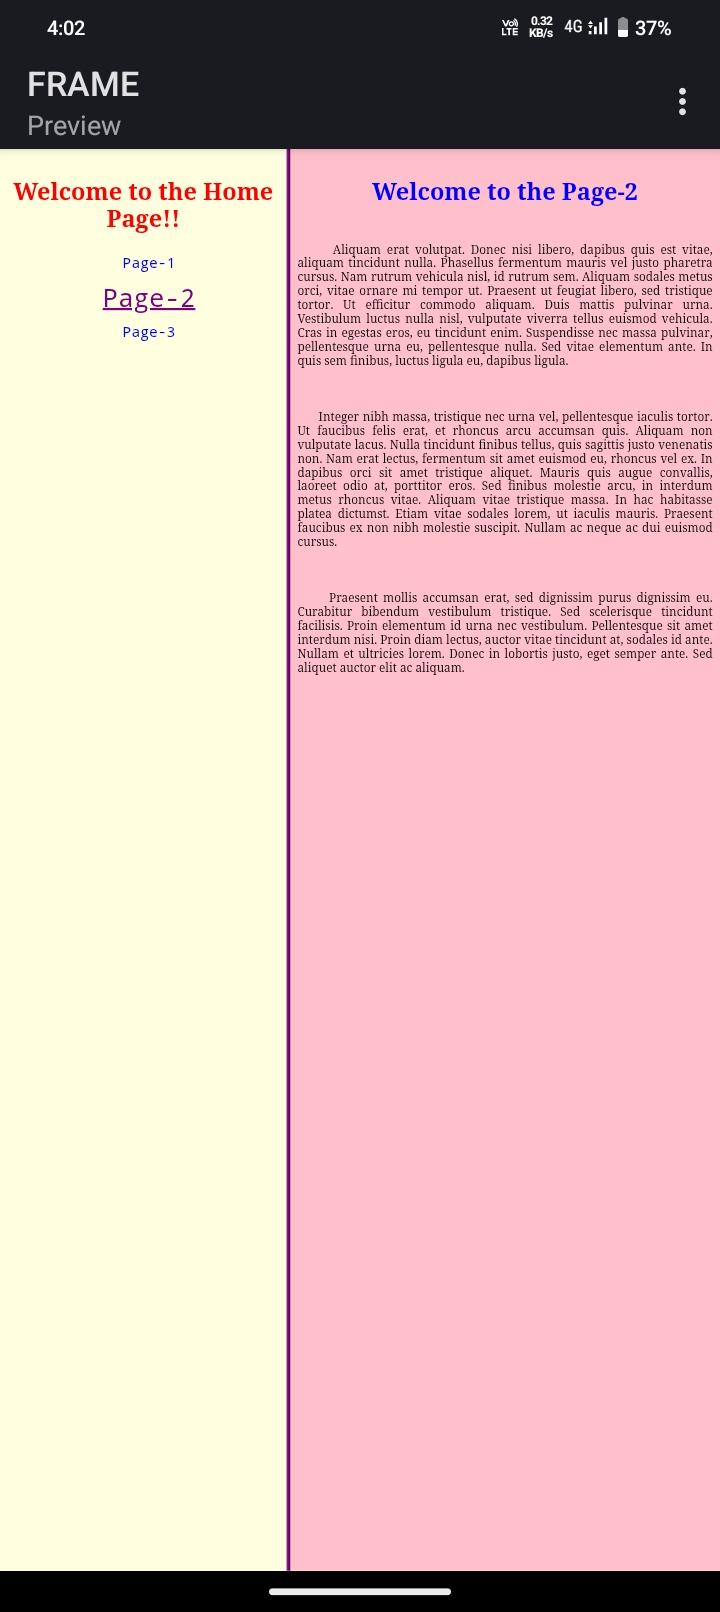 4:02
VoD LTE 0.32 KB/s 4G 37%
FRAME
Preview
Welcome to the Home
Page!!
Page-1
Page-2
Page-3
Welcome to the Page-2
Aliquam erat volutpat. Donec nisi libero, dapibus quis est vitae,
aliquam tincidunt nulla. Phasellus fermentum mauris vel justo pharetra
cursus. Nam rutrum vehicula nisl, id rutrum sem. Aliquam sodales metus
orci, vitae ornare mi tempor ut. Praesent ut feugiat libero, sed tristique
tortor. Ut efficitur commodo aliquam. Duis mattis pulvinar urna.
Vestibulum luctus nulla nisl, vulputate viverra tellus euismod vehicula.
Cras in egestas eros, eu tincidunt enim. Suspendisse nec massa pulvinar,
pellentesque urna eu, pellentesque nulla. Sed vitae elementum ante. In
quis sem finibus, luctus ligula eu, dapibus ligula.
Integer nibh massa, tristique nec urna vel, pellentesque iaculis tortor.
Ut faucibus felis erat, et rhoncus arcu accumsan quis. Aliquam non
vulputate lacus. Nulla tincidunt finibus tellus, quis sagittis justo venenatis
non. Nam erat lectus, fermentum sit amet euismod eu, rhoncus vel ex. In
dapibus orci sit amet tristique aliquet. Mauris quis augue convallis,
laoreet odio at, porttitor eros. Sed finibus molestie arcu, in interdum
metus rhoncus vitae. Aliquam vitae tristique massa. In hac habitasse
platea dictumst. Etiam vitae sodales lorem, ut iaculis mauris. Praesent
faucibus ex non nibh molestie suscipit. Nullam ac neque ac dui euismod
cursus.
Praesent mollis accumsan erat, sed dignissim purus dignissim eu.
Curabitur bibendum vestibulum tristique. Sed scelerisque tincidunt
facilisis. Proin elementum id urna nec vestibulum. Pellentesque sit amet
interdum nisi. Proin diam lectus, auctor vitae tincidunt at, sodales id ante.
Nullam et ultricies lorem. Donec in lobortis justo, eget semper ante. Sed
aliquet auctor elit ac aliquam.